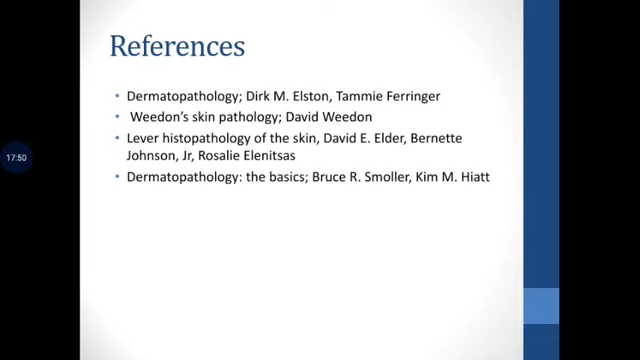 References
• Dermatopathology; Dirk M. Elston, Tammie Ferringer
• Weedon's skin pathology; David Weedon
• Lever histopathology of the skin, David E. Elder, Bernette
Johnson, Jr, Rosalie Elenitsas
• Dermatopathology: the basics; Bruce R. Smoller, Kim M. Hiatt
17:50